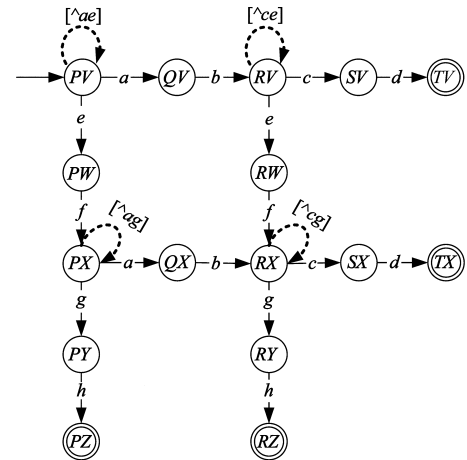 [^ae] [^ce]
PV a QV b RV c SV d TV
e e
PW RW
f [^ag] f [^cg]
PX a QX b RX c SX d TX
g g
PY RY
h h
PZ RZ